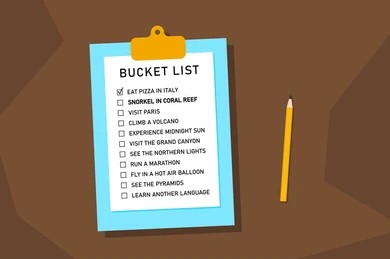 BUCKET LIST
EAT PIZZA IN ITALY
SNORKEL IN CORAL REEF
VISIT PARIS
CLIMB A VOLCANO
EXPERIENCE MIDNIGHT SUN
VISIT THE GRAND CANYON
SEE THE NORTHERN LIGHTS
RUN A MARATHON
FLY IN A HOT AIR BALLOON
SEE THE PYRAMIDS
LEARN ANOTHER LANGUAGE